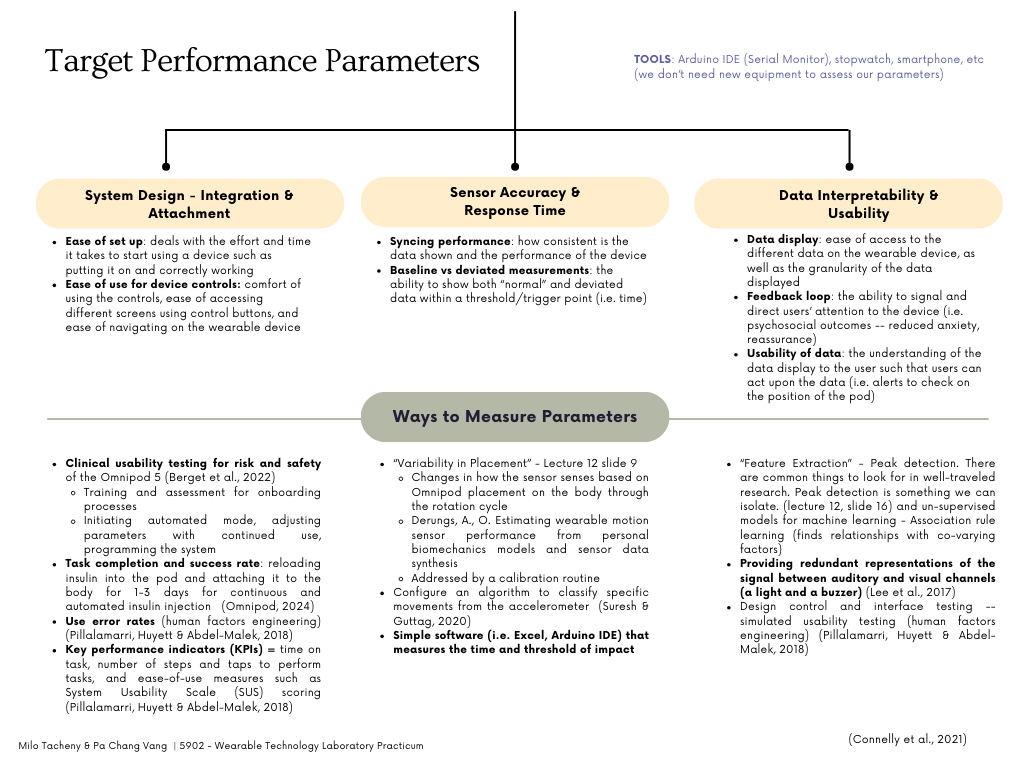 Target Performance Parameters
TOOLS: Arduino IDE (Serial Monitor), stopwatch, smartphone, etc
(we don't need new equipment to assess our parameters)
System Design - Integration &
Attachment
• Ease of set up: deals with the effort and time
it takes to start using a device such as
putting it on and correctly working
• Ease of use for device controls: comfort of
using the controls, ease of accessing
different screens using control buttons, and
ease of navigating on the wearable device
Sensor Accuracy &
Response Time
• Syncing performance: how consistent is the
data shown and the performance of the device
• Baseline vs deviated measurements: the
ability to show both "normal" and deviated
data within a threshold/trigger point (i.e. time)
Data Interpretability &
Usability
• Data display: ease of access to the
different data on the wearable device, as
well as the granularity of the data
displayed
• Feedback loop: the ability to signal and
direct users' attention to the device (i.e.
psychosocial outcomes -- reduced anxiety,
reassurance)
• Usability of data: the understanding of the
data display to the user such that users can
act upon the data (i.e. alerts to check on
the position of the pod)
Ways to Measure Parameters
• Clinical usability testing for risk and safety
of the Omnipod 5 (Berget et al., 2022)
◦ Training and assessment for onboarding
processes
◦ Initiating automated mode, adjusting
parameters with continued use,
programming the system
• Task completion and success rate: reloading
insulin into the pod and attaching it to the
body for 1-3 days for continuous and
automated insulin injection (Omnipod, 2024)
• Use error rates (human factors engineering)
(Pillalamarri, Huyett & Abdel-Malek, 2018)
• Key performance indicators (KPIs) = time on
task, number of steps and taps to perform
tasks, and ease-of-use measures such as
System Usability Scale (SUS) scoring
(Pillalamarri, Huyett & Abdel-Malek, 2018)
• "Variability in Placement" - Lecture 12 slide 9
◦ Changes in how the sensor senses based on
Omnipod placement on the body through
the rotation cycle
◦ Derungs, A., O. Estimating wearable motion
sensor performance from personal
biomechanics models and sensor data
synthesis
◦ Addressed by a calibration routine
• Configure an algorithm to classify specific
movements from the accelerometer (Suresh &
Guttag, 2020)
• Simple software (i.e. Excel, Arduino IDE) that
measures the time and threshold of impact
• "Feature Extraction" - Peak detection. There
are common things to look for in well-traveled
research. Peak detection is something we can
isolate. (lecture 12, slide 16) and un-supervised
models for machine learning - Association rule
learning (finds relationships with co-varying
factors)
• Providing redundant representations of the
signal between auditory and visual channels
(a light and a buzzer) (Lee et al., 2017)
• Design control and interface testing --
simulated usability testing (human factors
engineering) (Pillalamarri, Huyett & Abdel-
Malek, 2018)
Milo Tacheny & Pa Chang Vang | 5902 - Wearable Technology Laboratory Practicum
(Connelly et al., 2021)